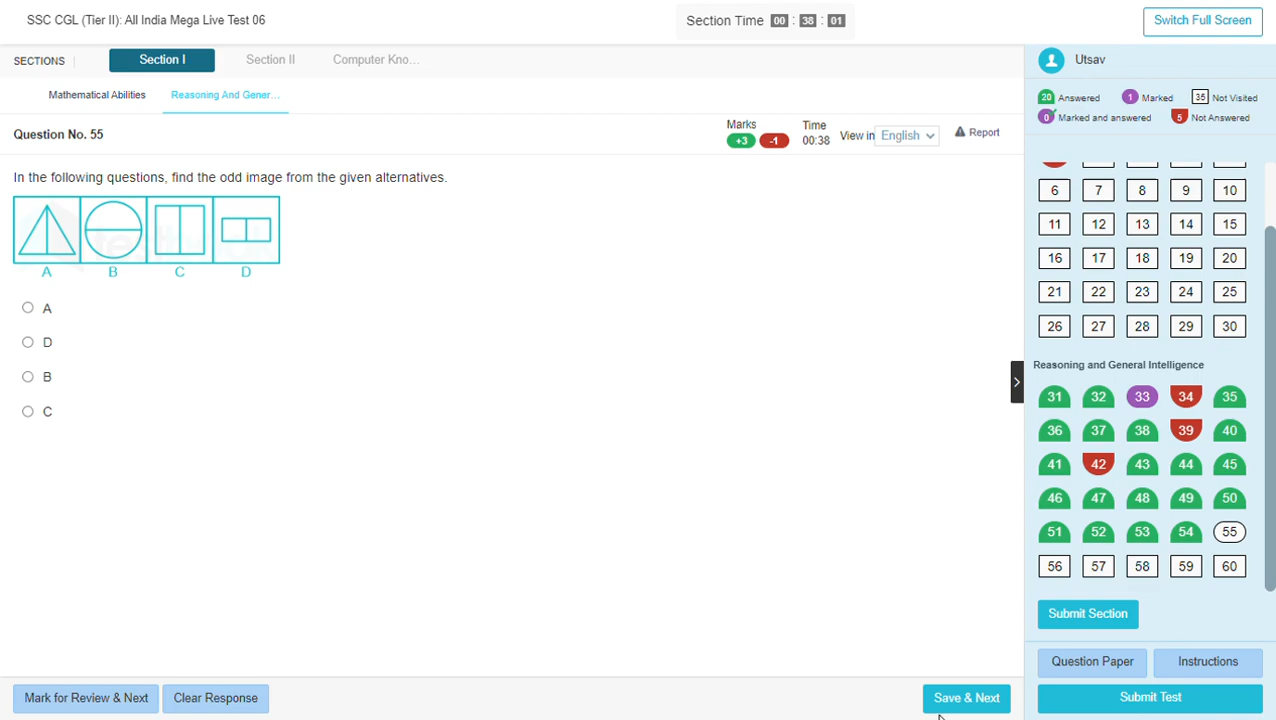 SSC CGL (Tier II): All India Mega Live Test 06
Section Time 00 : 38 : 01
Switch Full Screen
SECTIONS
Section I
Section II
Computer Kno...
Mathematical Abilities
Reasoning And Gener...
Question No. 55
Marks
+3 -1
Time
00:38
View in English
Report
In the following questions, find the odd image from the given alternatives.
A B C D
A
D
B
C
Mark for Review & Next
Clear Response
Save & Next
Utsav
20 Answered
1 Marked
35 Not Visited
0 Marked and answered
5 Not Answered
6 7 8 9 10
11 12 13 14 15
16 17 18 19 20
21 22 23 24 25
26 27 28 29 30
Reasoning and General Intelligence
31 32 33 34 35
36 37 38 39 40
41 42 43 44 45
46 47 48 49 50
51 52 53 54 55
56 57 58 59 60
Submit Section
Question Paper
Instructions
Submit Test